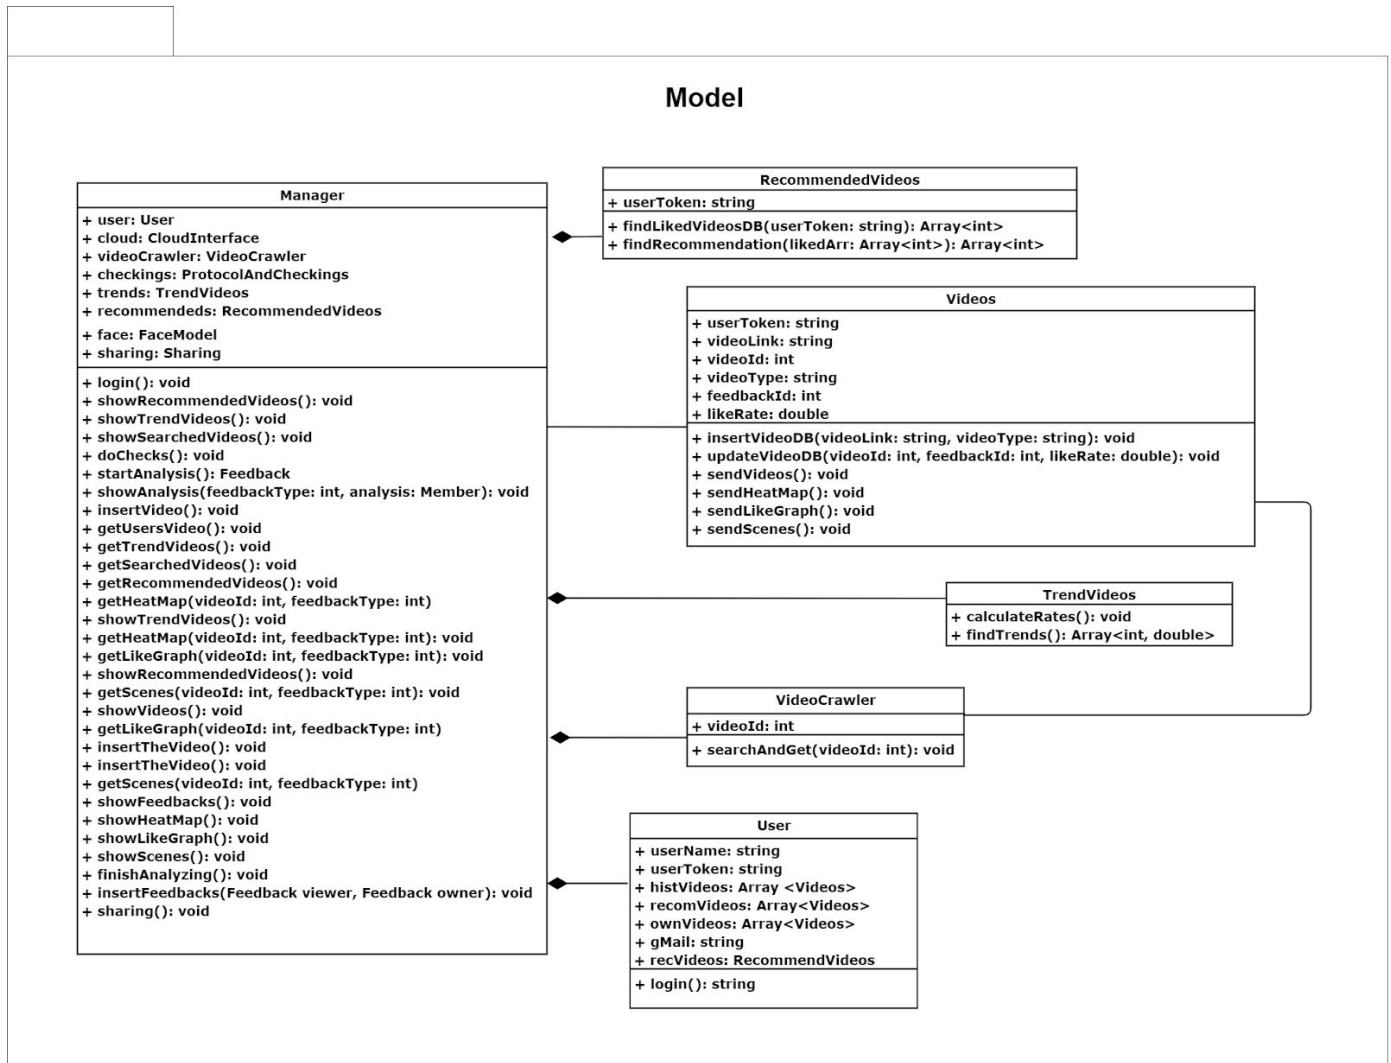 Model
Manager
+ user: User
+ cloud: CloudInterface
+ videoCrawler: VideoCrawler
+ checkings: ProtocolAndCheckings
+ trends: TrendVideos
+ recommendeds: RecommendedVideos
+ face: FaceModel
+ sharing: Sharing
+ login(): void
+ showRecommendedVideos(): void
+ showTrendVideos(): void
+ showSearchedVideos(): void
+ doChecks(): void
+ startAnalysis(): Feedback
+ showAnalysis(feedbackType: int, analysis: Member): void
+ insertVideo(): void
+ getUsersVideo(): void
+ getTrendVideos(): void
+ getSearchedVideos(): void
+ getRecommendedVideos(): void
+ getHeatMap(videoId: int, feedbackType: int)
+ showTrendVideos(): void
+ getHeatMap(videoId: int, feedbackType: int): void
+ getLikeGraph(videoId: int, feedbackType: int): void
+ showRecommendedVideos(): void
+ getScenes(videoId: int, feedbackType: int): void
+ showVideos(): void
+ getLikeGraph(videoId: int, feedbackType: int)
+ insertTheVideo(): void
+ insertTheVideo(): void
+ getScenes(videoId: int, feedbackType: int)
+ showFeedbacks(): void
+ showHeatMap(): void
+ showLikeGraph(): void
+ showScenes(): void
+ finishAnalyzing(): void
+ insertFeedbacks(Feedback viewer, Feedback owner): void
+ sharing(): void
RecommendedVideos
+ userToken: string
+ findLikedVideosDB(userToken: string): Array<int>
+ findRecommendation(likedArr: Array<int>): Array<int>
Videos
+ userToken: string
+ videoLink: string
+ videoId: int
+ videoType: string
+ feedbackId: int
+ likeRate: double
+ insertVideoDB(videoLink: string, videoType: string): void
+ updateVideoDB(videoId: int, feedbackId: int, likeRate: double): void
+ sendVideos(): void
+ sendHeatMap(): void
+ sendLikeGraph(): void
+ sendScenes(): void
TrendVideos
+ calculateRates(): void
+ findTrends(): Array<int, double>
VideoCrawler
+ videoId: int
+ searchAndGet(videoId: int): void
User
+ userName: string
+ userToken: string
+ histVideos: Array <Videos>
+ recomVideos: Array<Videos>
+ ownVideos: Array<Videos>
+ gMail: string
+ recVideos: RecommendVideos
+ login(): string